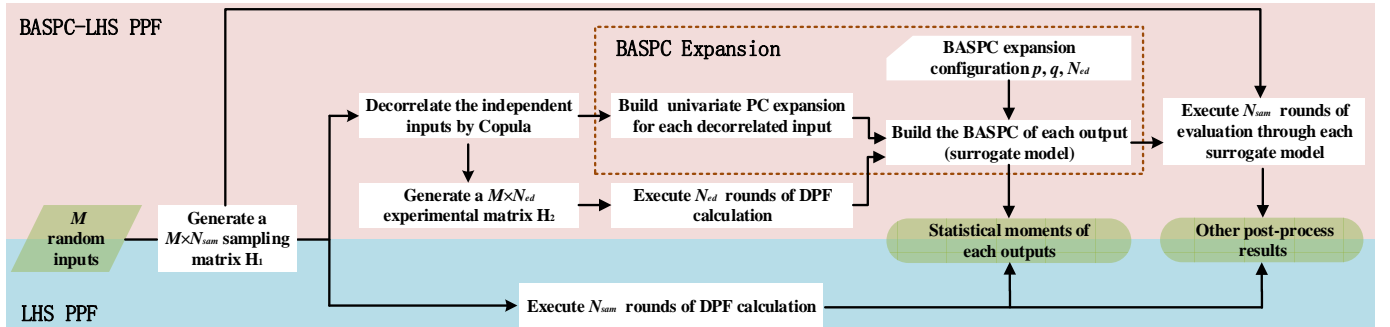 BASPC-LHS PPF
BASPC Expansion
BASPC expansion
configuration p, q, Ned
Decorrelate the independent
inputs by Copula
Build univariate PC expansion
for each decorrelated input
Build the BASPC of each output
(surrogate model)
Execute Nsam rounds of
evaluation through each
surrogate model
Generate a M×Ned
experimental matrix H2
Execute Ned rounds of DPF
calculation
M
random
inputs
Generate a
M×Nsam sampling
matrix H1
Statistical moments of
each outputs
Other post-process
results
Execute Nsam rounds of DPF calculation
LHS PPF